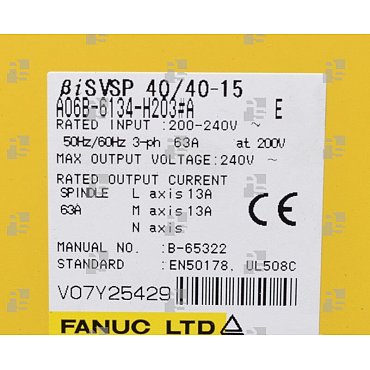 βiSVSP 40/40-15
A06B-6134-H203#A E
RATED INPUT :200-240V ~
50Hz/60Hz 3-ph 63A at 200V
MAX OUTPUT VOLTAGE:240V ~
RATED OUTPUT CURRENT
SPINDLE L axis 13A
63A M axis 13A
N axis
CE
MANUAL NO. :B-65322
STANDARD :EN50178, UL508C
V07Y25429
FANUC LTD